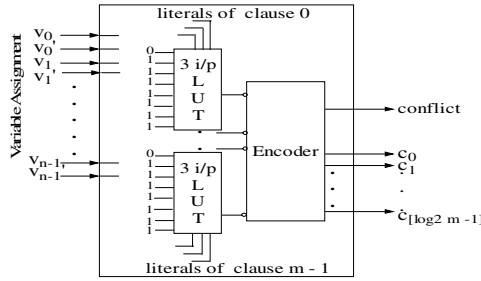 literals of clause 0
Variable Assignment
v0
v0'
v1
v1'
vn-1
vn-1'
0
1
1
1
1
1
1
1
3 i/p
L
U
T
0
1
1
1
1
1
1
1
3 i/p
L
U
T
Encoder
conflict
c0
c1
c[log2 m -1]
literals of clause m - 1